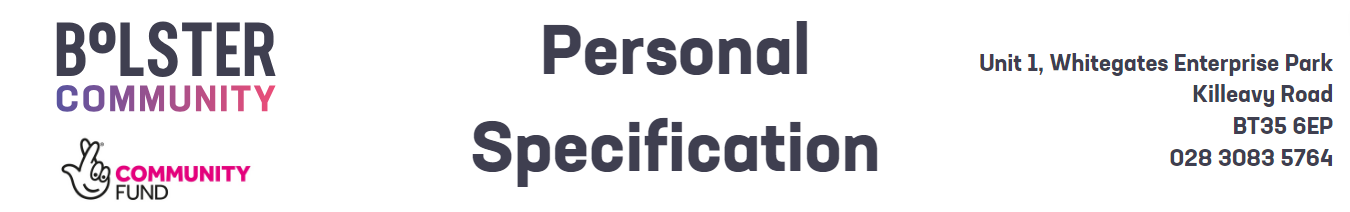 BOLSTER
COMMUNITY
COMMUNITY
FUND
Personal
Specification
Unit 1, Whitegates Enterprise Park
Killeavy Road
BT35 6EP
028 3083 5764